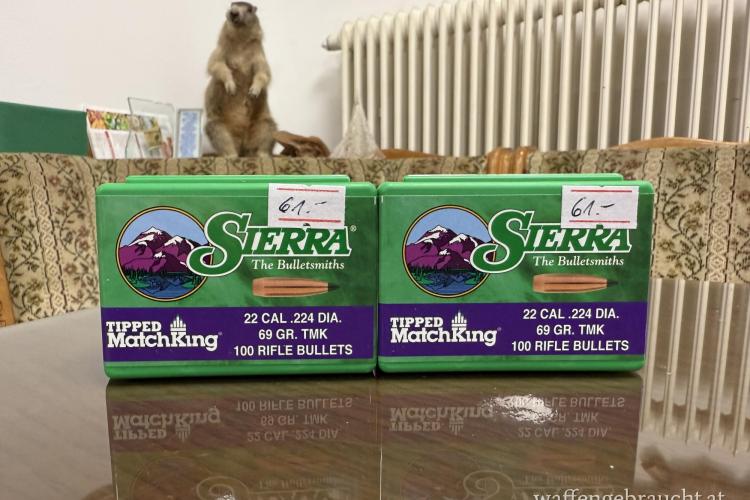 61.-
SIERRA®
The Bulletsmiths
TIPPED
MatchKing®
22 CAL .224 DIA.
69 GR. TMK
100 RIFLE BULLETS
61.-
SIERRA
The Bulletsmiths
TIPPED
MatchKing®
22 CAL .224 DIA.
69 GR. TMK
100 RIFLE BULLETS
waffengebraucht.at